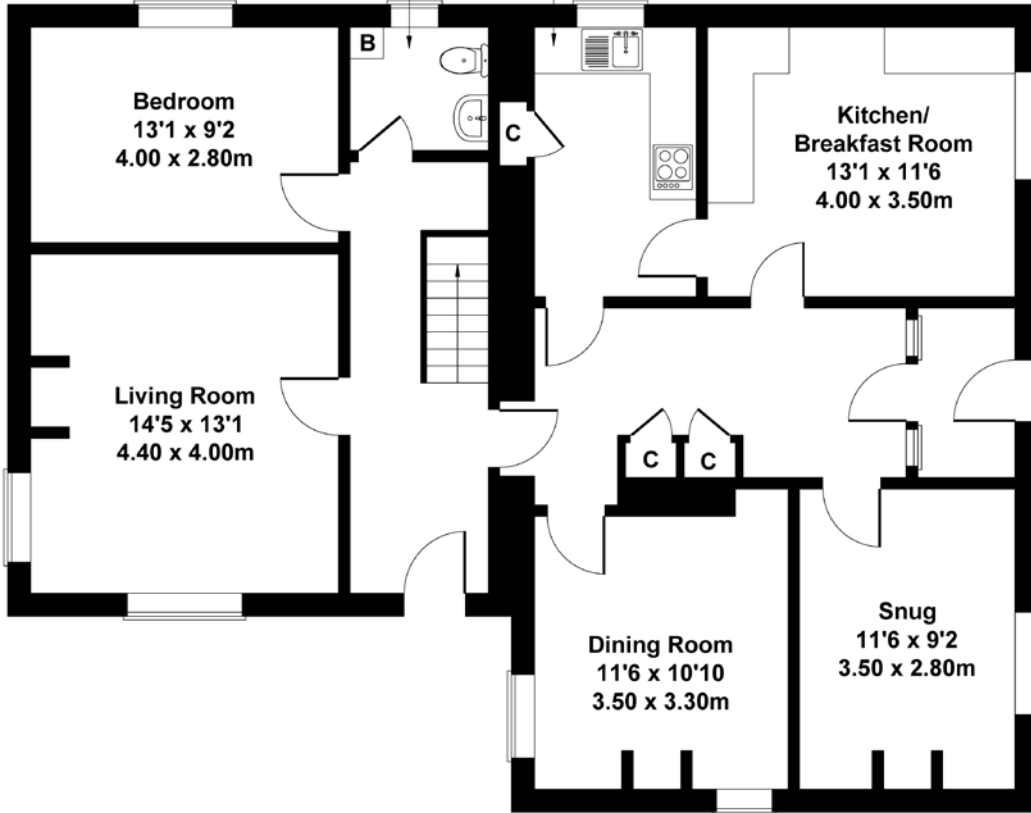 Bedroom
13'1 x 9'2
4.00 x 2.80m
B
C
Kitchen/
Breakfast Room
13'1 x 11'6
4.00 x 3.50m
Living Room
14'5 x 13'1
4.40 x 4.00m
C
C
Dining Room
11'6 x 10'10
3.50 x 3.30m
Snug
11'6 x 9'2
3.50 x 2.80m